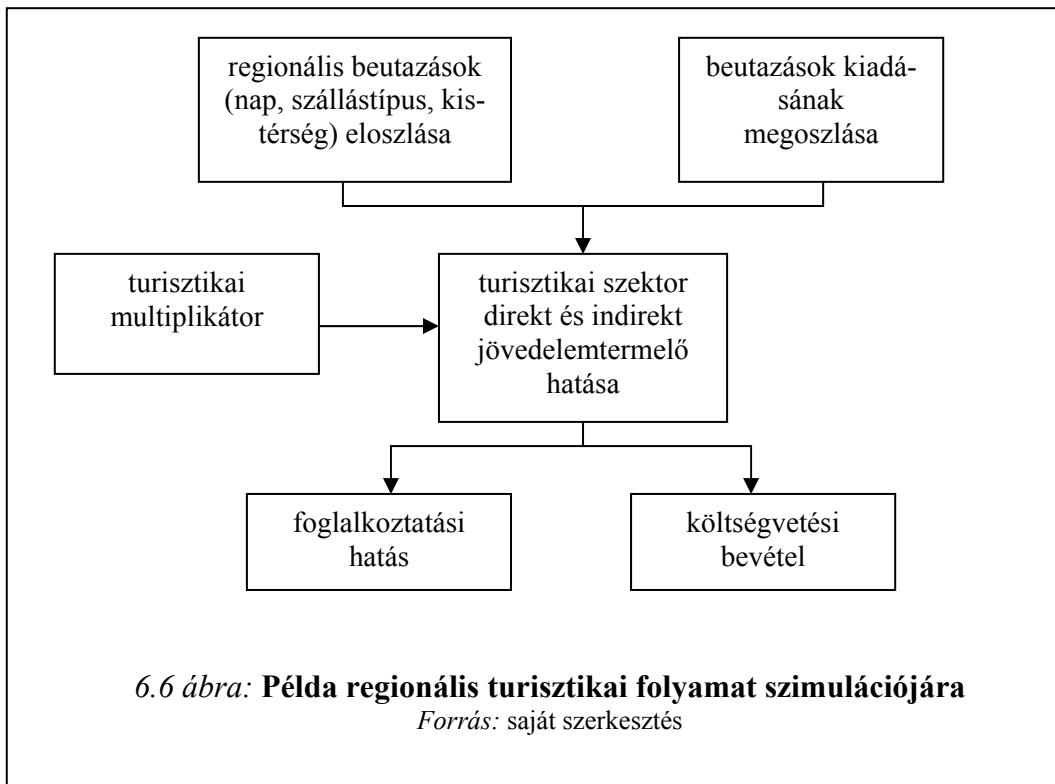 regionális beutazások
(nap, szállástípus, kis-
térség) eloszlása
beutazások kiadá-
sának
megoszlása
turisztikai
multiplikátor
turisztikai szektor
direkt és indirekt
jövedelemtermelő
hatása
foglalkoztatási
hatás
költségvetési
bevétel
6.6 ábra: Példa regionális turisztikai folyamat szimulációjára
Forrás: saját szerkesztés